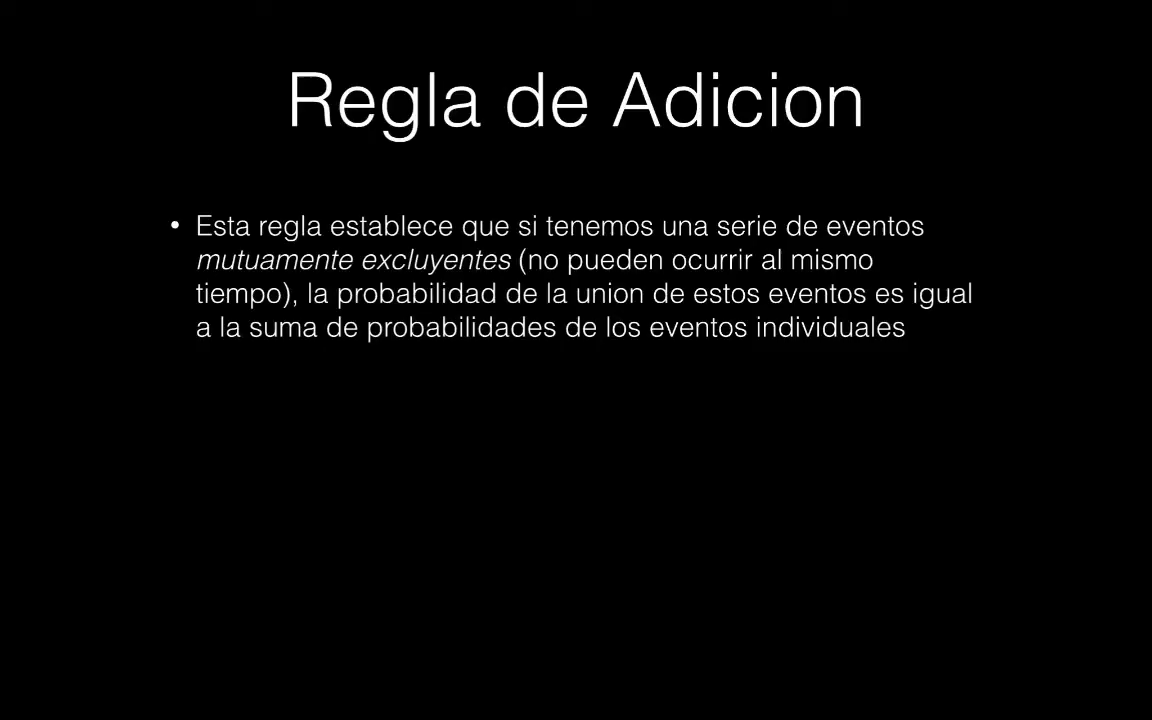 Regla de Adicion
• Esta regla establece que si tenemos una serie de eventos
mutuamente excluyentes (no pueden ocurrir al mismo
tiempo), la probabilidad de la union de estos eventos es igual
a la suma de probabilidades de los eventos individuales